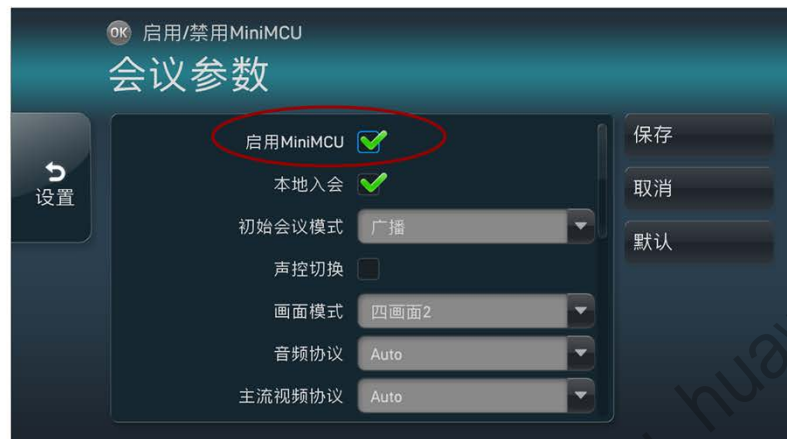 OK 启用/禁用MiniMCU
会议参数
设置
启用MiniMCU
本地入会
初始会议模式 广播
声控切换
画面模式 四画面2
音频协议 Auto
主流视频协议 Auto
保存
取消
默认